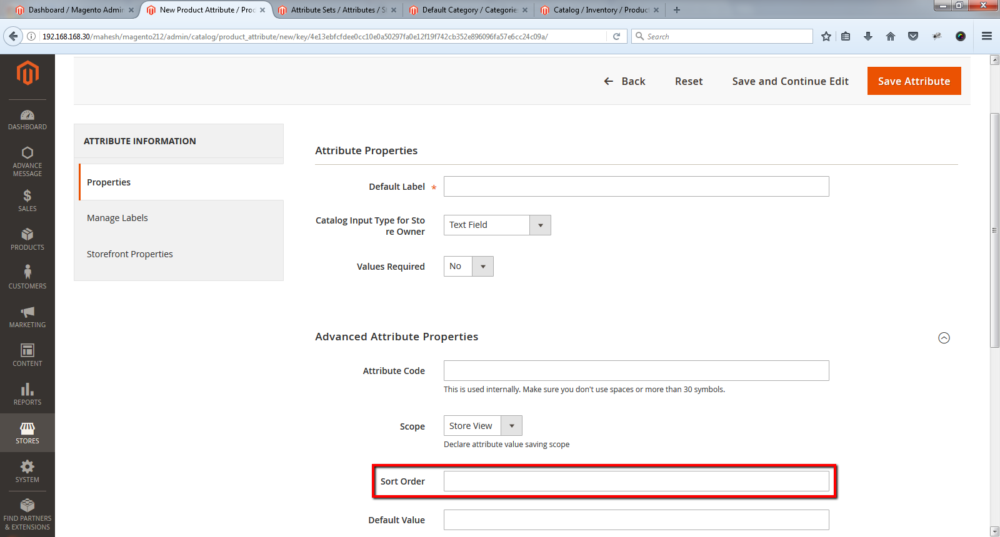 Dashboard / Magento Admin
New Product Attribute / Prod
Attribute Sets / Attributes / St
Default Category / Categories
Catalog / Inventory / Product
192.168.168.30/mahesh/magento212/admin/catalog/product_attribute/new/key/4e13ebfcfdee0cc10e0a50297fa0e12f19f742cb352e896096fa57e6cc24c09a/
Search
Back
Reset
Save and Continue Edit
Save Attribute
DASHBOARD
ADVANCE
MESSAGE
SALES
PRODUCTS
CUSTOMERS
MARKETING
CONTENT
REPORTS
STORES
SYSTEM
FIND PARTNERS
& EXTENSIONS
ATTRIBUTE INFORMATION
Properties
Manage Labels
Storefront Properties
Attribute Properties
Default Label *
Catalog Input Type for Sto
re Owner
Text Field
Values Required
No
Advanced Attribute Properties
Attribute Code
This is used internally. Make sure you don't use spaces or more than 30 symbols.
Scope
Store View
Declare attribute value saving scope
Sort Order
Default Value